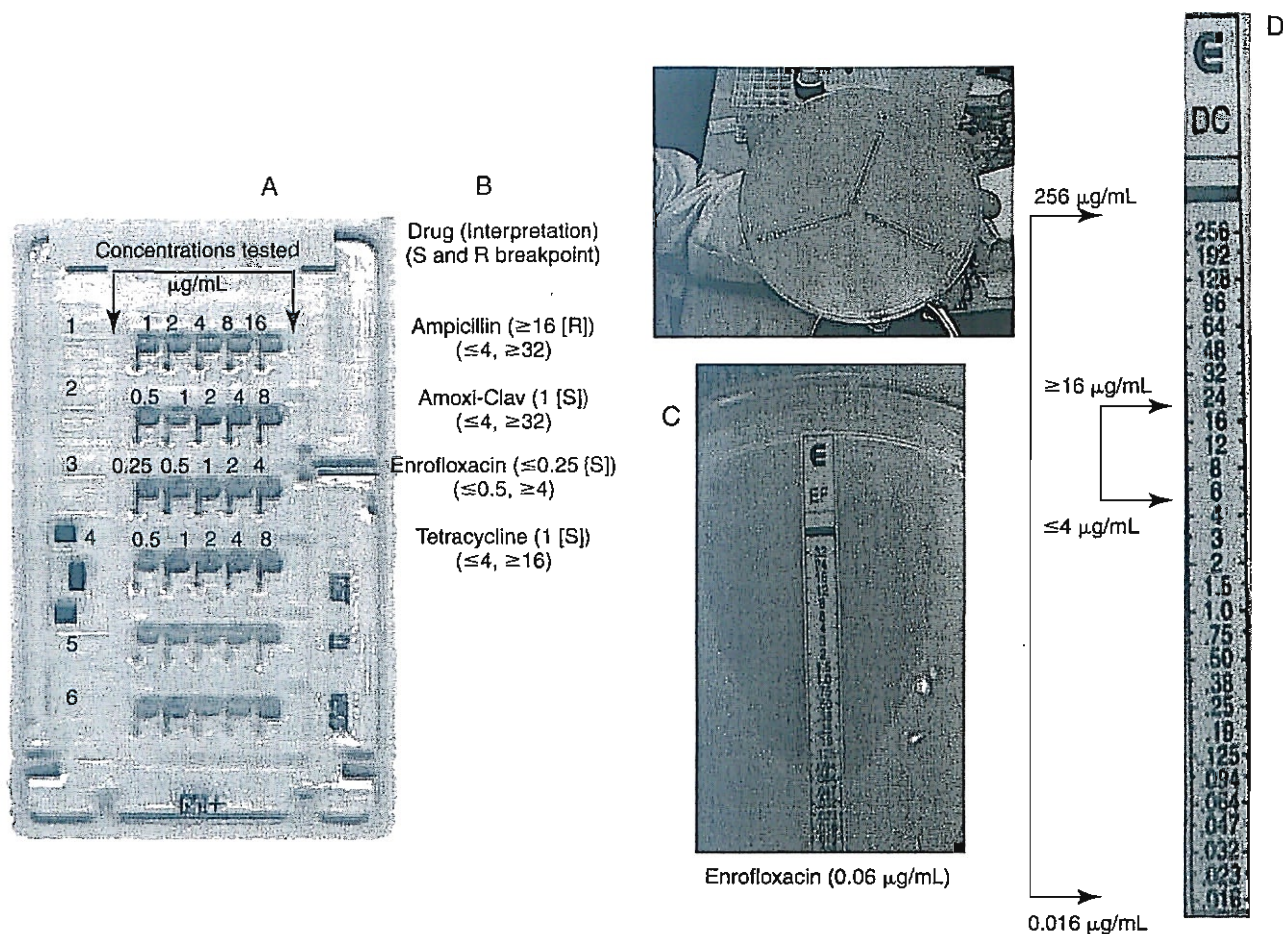 A
B
Drug (Interpretation)
(S and R breakpoint)
Concentrations tested
μg/mL
1
1 2 4 8 16
Ampicillin (≥16 [R])
(≤4, ≥32)
2
0.5 1 2 4 8
Amoxi-Clav (1 [S])
(≤4, ≥32)
3
0.25 0.5 1 2 4
Enrofloxacin (≤0.25 [S])
(≤0.5, ≥4)
4
0.5 1 2 4 8
Tetracycline (1 [S])
(≤4, ≥16)
5
6
C
E
EF
Enrofloxacin (0.06 μg/mL)
256 μg/mL
≥16 μg/mL
≤4 μg/mL
0.016 μg/mL
D
E
DC
256
192
128
96
64
48
24
16
12
8
6
4
3
2
1.5
1.0
.75
.50
.38
.19
.125
.094
.064
.032
.023
.016